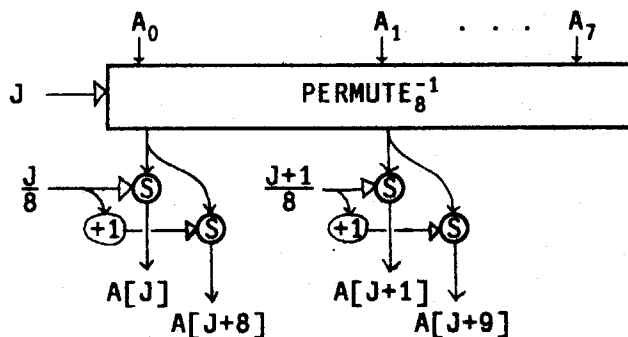 A₀ A₁ . . . . A₇
J PERMUTE₈⁻¹
J/8 S J+1/8 S
+1 S +1 S
A[J] A[J+1]
A[J+8] A[J+9]